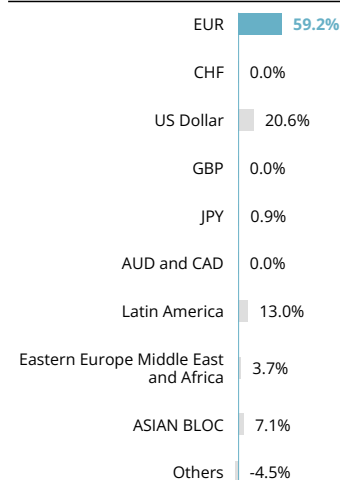 EUR 59.2%
CHF 0.0%
US Dollar 20.6%
GBP 0.0%
JPY 0.9%
AUD and CAD 0.0%
Latin America 13.0%
Eastern Europe Middle East
and Africa 3.7%
ASIAN BLOC 7.1%
Others -4.5%